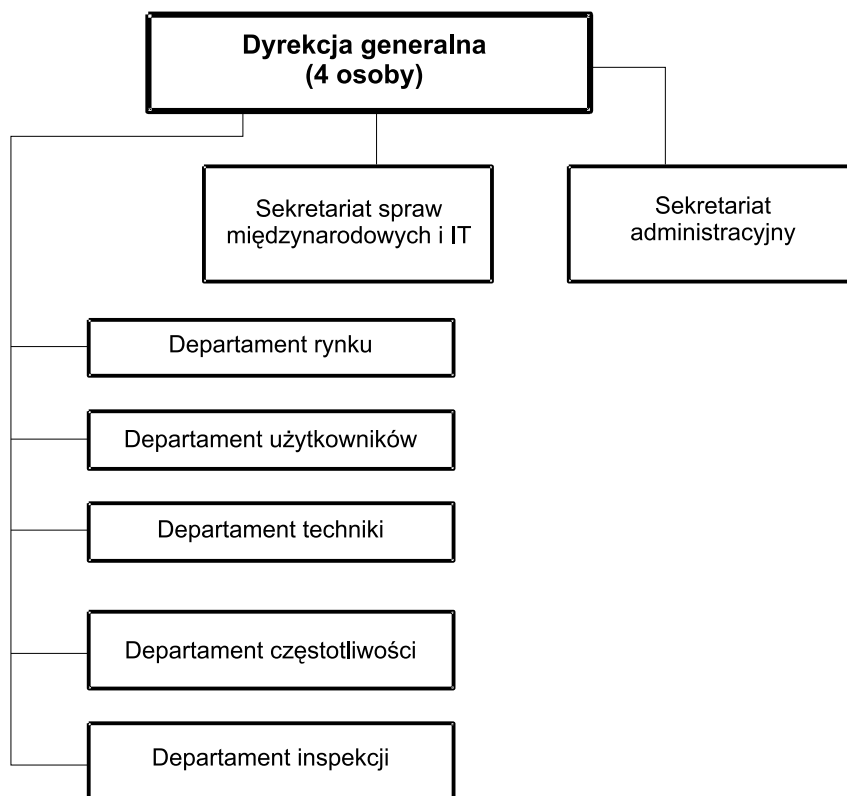 Dyrekcja generalna
(4 osoby)
Sekretariat spraw
międzynarodowych i IT
Sekretariat
administracyjny
Departament rynku
Departament użytkowników
Departament techniki
Departament częstotliwości
Departament inspekcji